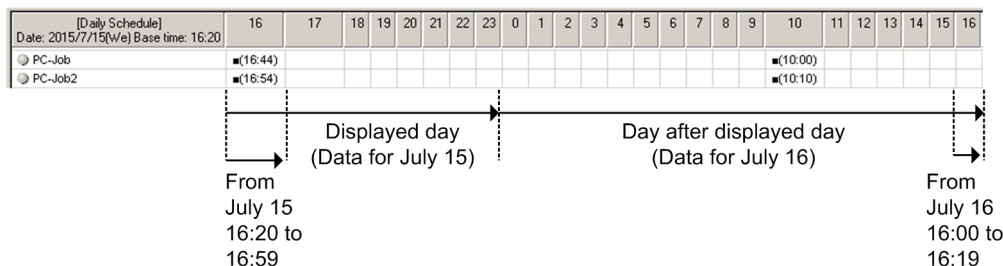 [Daily Schedule]
Date: 2015/7/15(We) Base time: 16:20
16 17 18 19 20 21 22 23 0 1 2 3 4 5 6 7 8 9 10 11 12 13 14 15 16
PC-Job ■(16:44) ■(10:00)
PC-Job2 ■(16:54) ■(10:10)
Displayed day
(Data for July 15)
Day after displayed day
(Data for July 16)
From
July 15
16:20 to
16:59
From
July 16
16:00 to
16:19